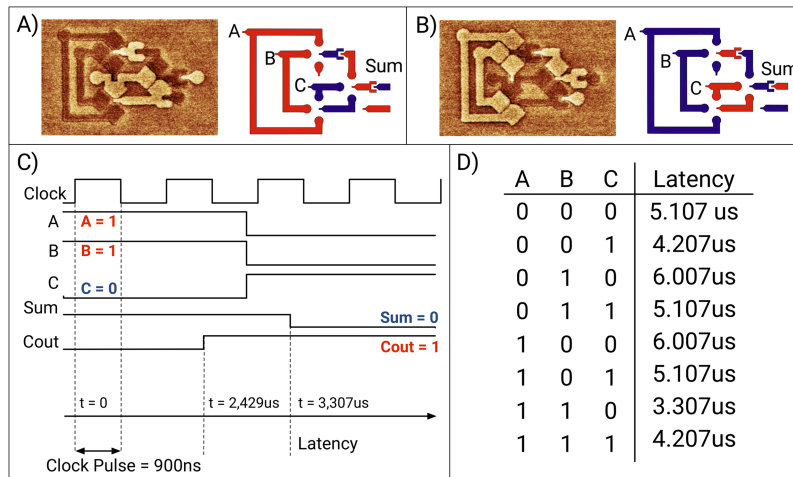 A)
A
B
C
Sum
B)
A
B
C
Sum
C)
Clock
A
A = 1
B
B = 1
C
C = 0
Sum
Sum = 0
Cout
Cout = 1
t = 0
t = 2,429us
t = 3,307us
Latency
Clock Pulse = 900ns
D)
A B C Latency
0 0 0 5.107 us
0 0 1 4.207us
0 1 0 6.007us
0 1 1 5.107us
1 0 0 6.007us
1 0 1 5.107us
1 1 0 3.307us
1 1 1 4.207us